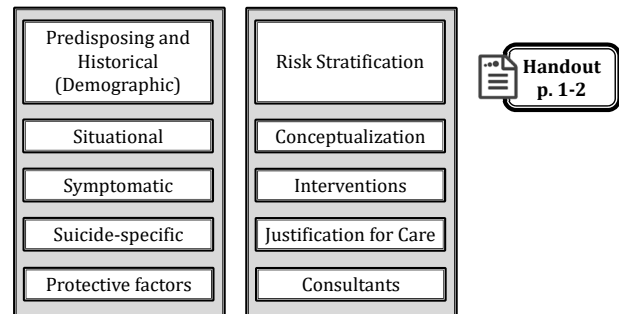 Predisposing and
Historical
(Demographic)
Situational
Symptomatic
Suicide-specific
Protective factors
Risk Stratification
Conceptualization
Interventions
Justification for Care
Consultants
Handout
p. 1-2